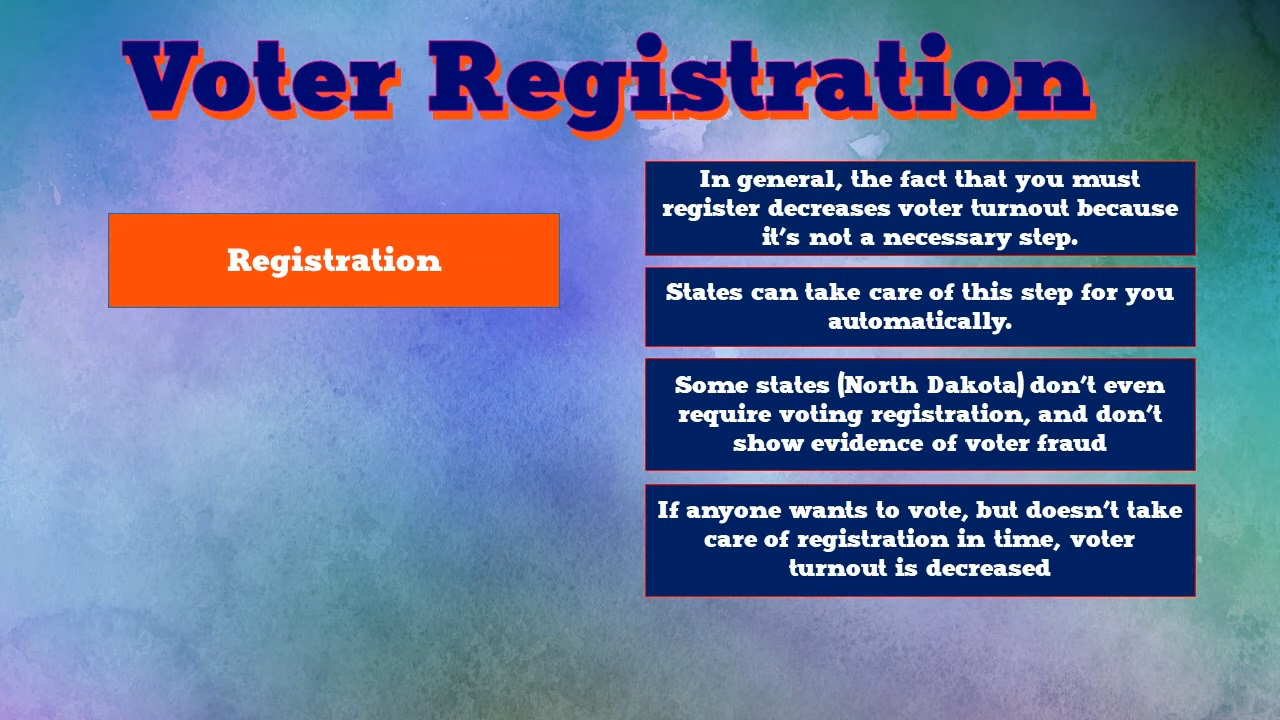 Voter Registration
Registration
In general, the fact that you must
register decreases voter turnout because
it's not a necessary step.
States can take care of this step for you
automatically.
Some states (North Dakota) don't even
require voting registration, and don't
show evidence of voter fraud
If anyone wants to vote, but doesn't take
care of registration in time, voter
turnout is decreased